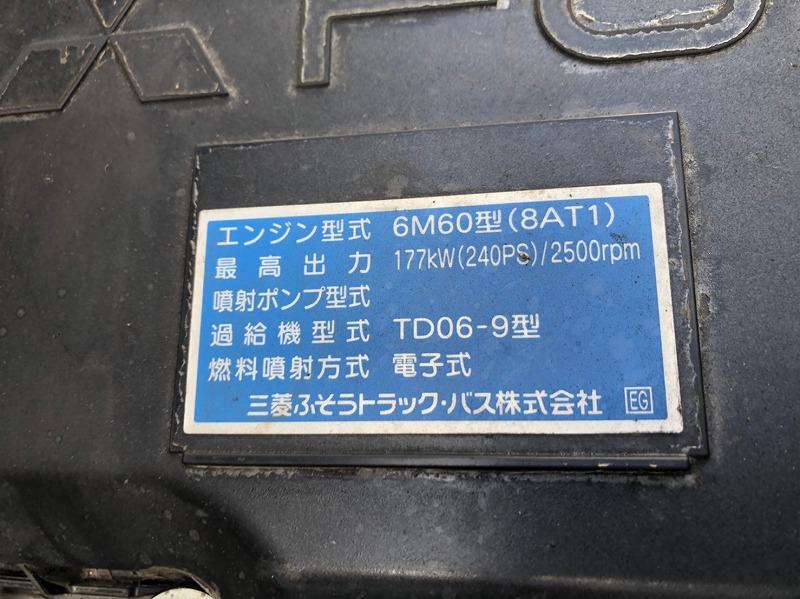 FU
エンジン型式 6M60型(8AT1)
最高出力 177kW(240PS)/2500rpm
噴射ポンプ型式
過給機型式 TD06-9型
燃料噴射方式 電子式
三菱ふそうトラック・バス株式会社 EG